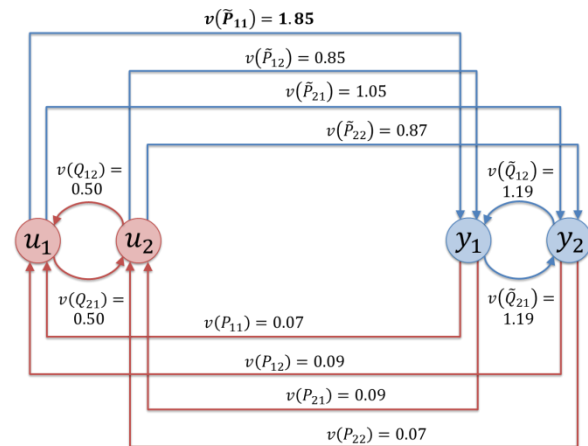 v(P̃₁₁) = 1.85
v(P̃₁₂) = 0.85
v(P̃₂₁) = 1.05
v(P̃₂₂) = 0.87
v(Q₁₂) =
0.50
v(Q̃₁₂) =
1.19
u₁
u₂
y₁
y₂
v(Q₂₁) =
0.50
v(Q̃₂₁) =
1.19
v(P₁₁) = 0.07
v(P₁₂) = 0.09
v(P₂₁) = 0.09
v(P₂₂) = 0.07